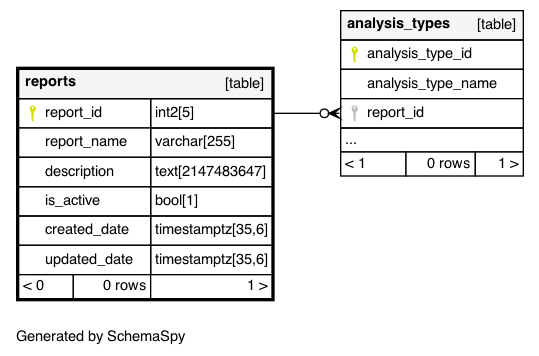 reports [table]
report_id int2[5]
report_name varchar[255]
description text[2147483647]
is_active bool[1]
created_date timestamptz[35,6]
updated_date timestamptz[35,6]
< 0 0 rows 1 >
analysis_types [table]
analysis_type_id
analysis_type_name
report_id
...
< 1 0 rows 1 >
Generated by SchemaSpy